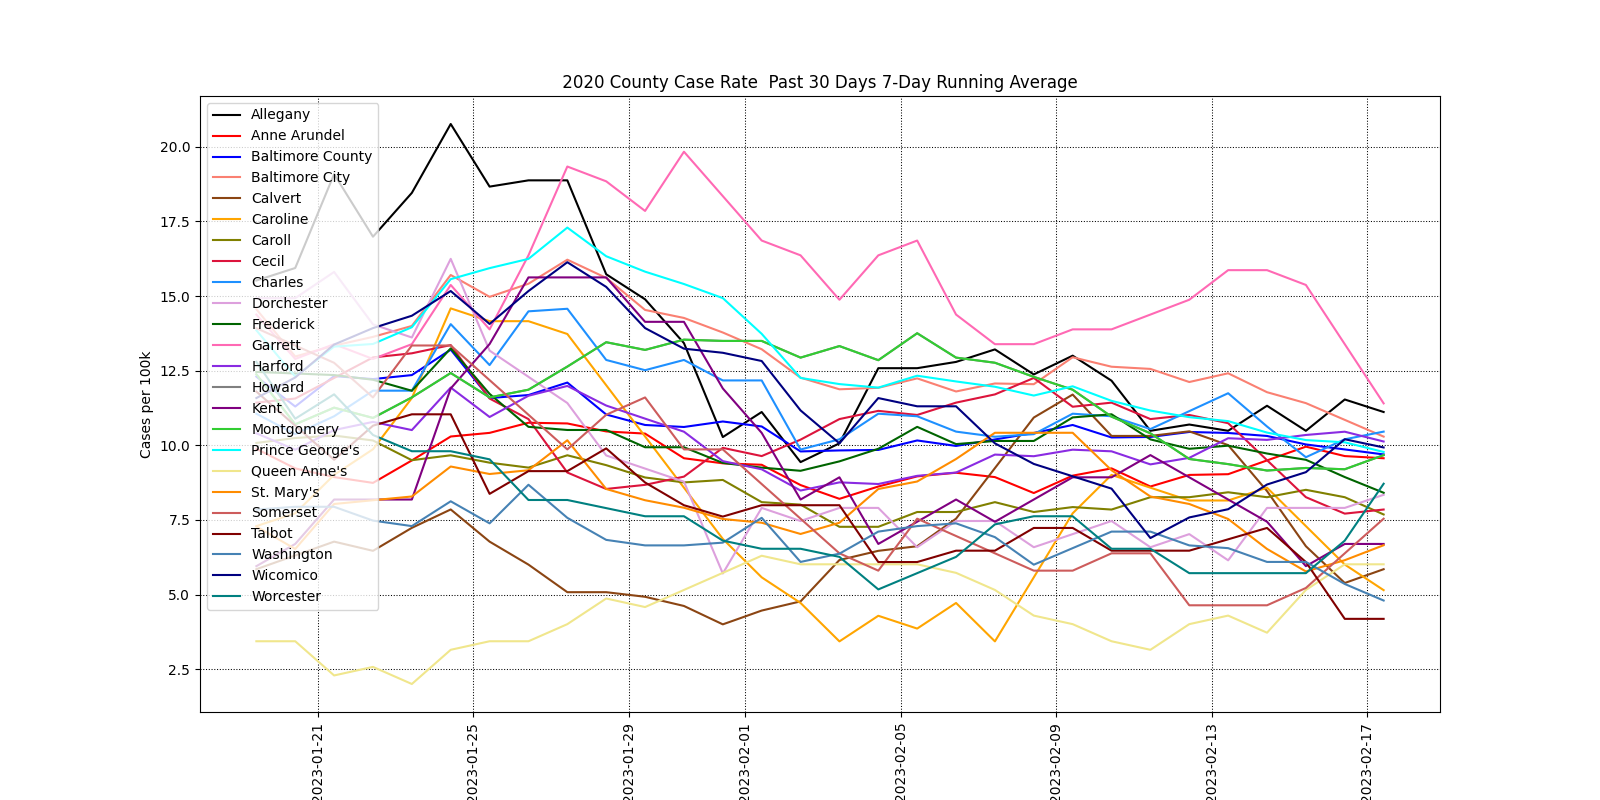 2020 County Case Rate  Past 30 Days 7-Day Running Average
Cases per 100k
20.0
17.5
15.0
12.5
10.0
7.5
5.0
2.5
Allegany
Anne Arundel
Baltimore County
Baltimore City
Calvert
Caroline
Caroll
Cecil
Charles
Dorchester
Frederick
Garrett
Harford
Howard
Kent
Montgomery
Prince George's
Queen Anne's
St. Mary's
Somerset
Talbot
Washington
Wicomico
Worcester
2023-01-21
2023-01-25
2023-01-29
2023-02-01
2023-02-05
2023-02-09
2023-02-13
2023-02-17